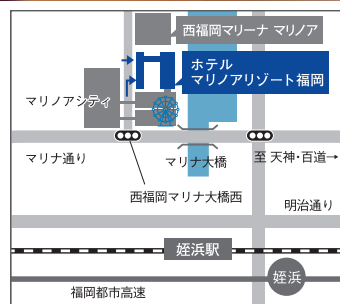 西福岡マリーナ マリノア
ホテル
マリノアリゾート福岡
マリノアシティ
マリナ通り
マリナ大橋
至 天神・百道→
西福岡マリナ大橋西
明治通り
姪浜駅
姪浜
福岡都市高速